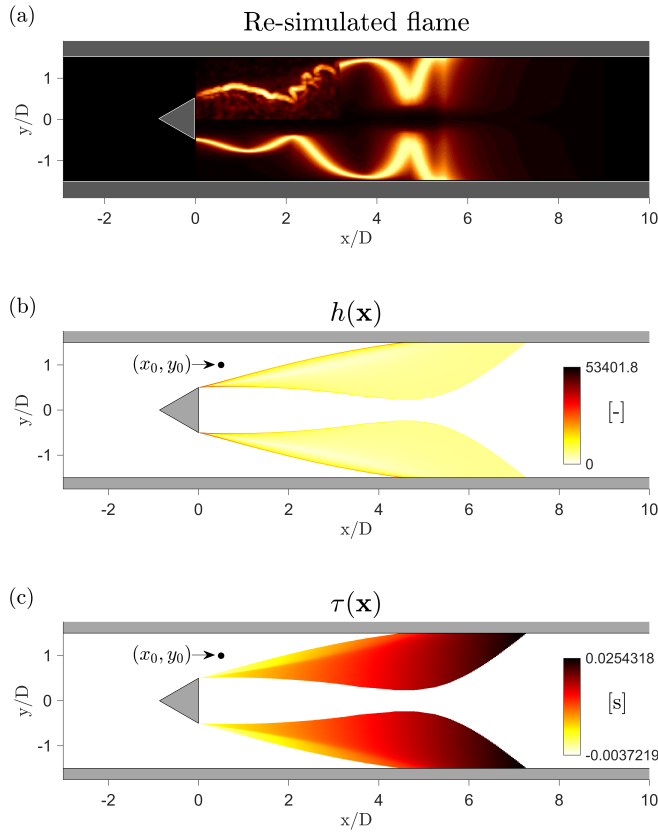 (a)
Re-simulated flame
y/D
1
0
-1
-2 0 2 4 6 8 10
x/D
(b)
h(x)
(x₀, y₀)
y/D
1
0
-1
53401.8
[-]
0
-2 0 2 4 6 8 10
x/D
(c)
τ(x)
(x₀, y₀)
y/D
1
0
-1
0.0254318
[s]
-0.0037219
-2 0 2 4 6 8 10
x/D